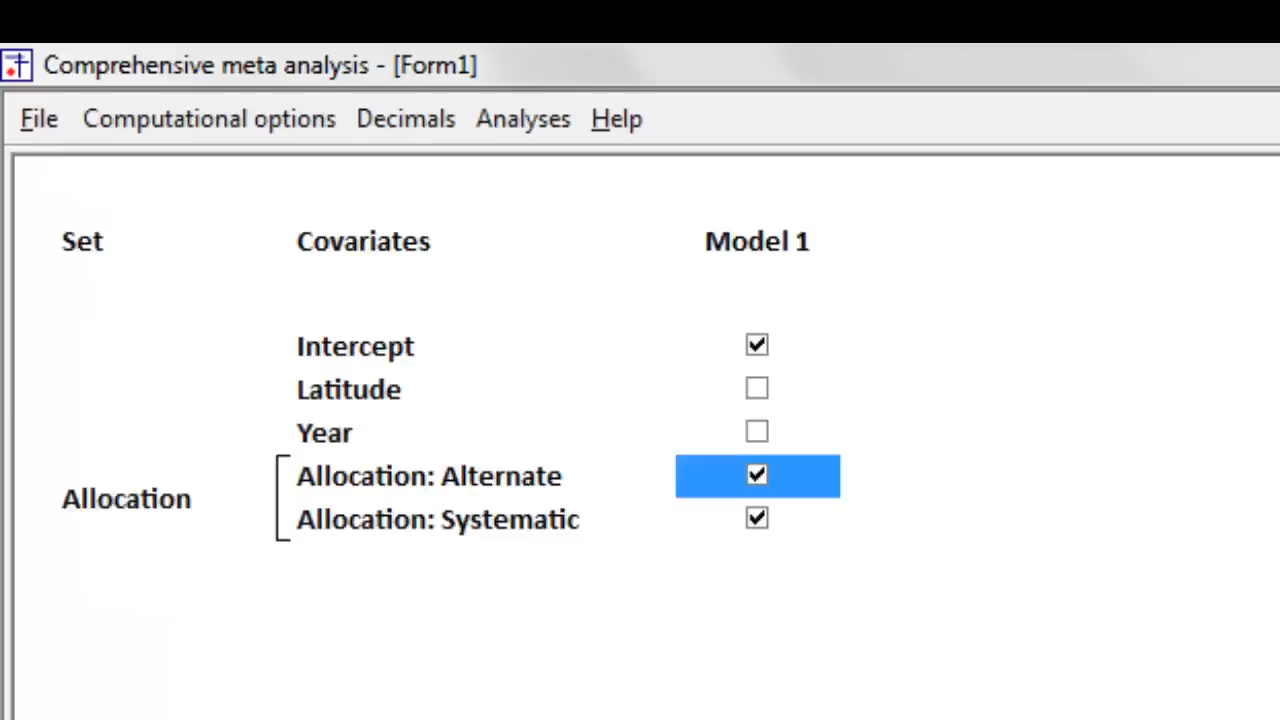 Comprehensive meta analysis - [Form1]
File Computational options Decimals Analyses Help
Set Covariates Model 1
Intercept
Latitude
Year
Allocation: Alternate
Allocation
Allocation: Systematic